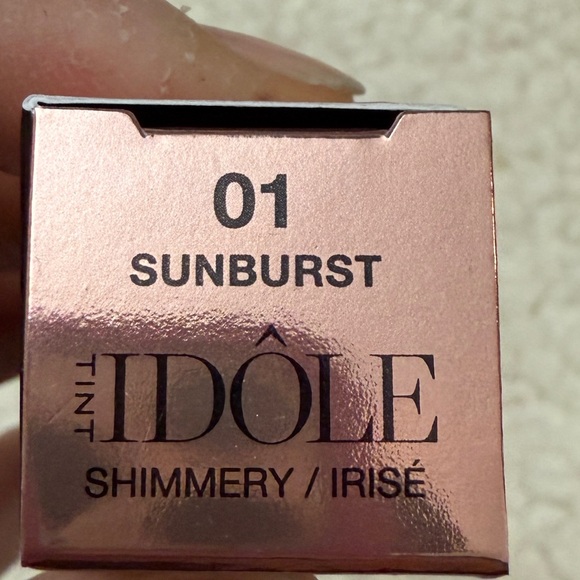 01
SUNBURST
TINT IDÔLE
SHIMMERY / IRISÉ